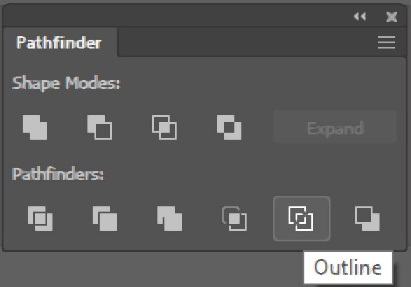 Pathfinder
Shape Modes:
Expand
Pathfinders:
Outline